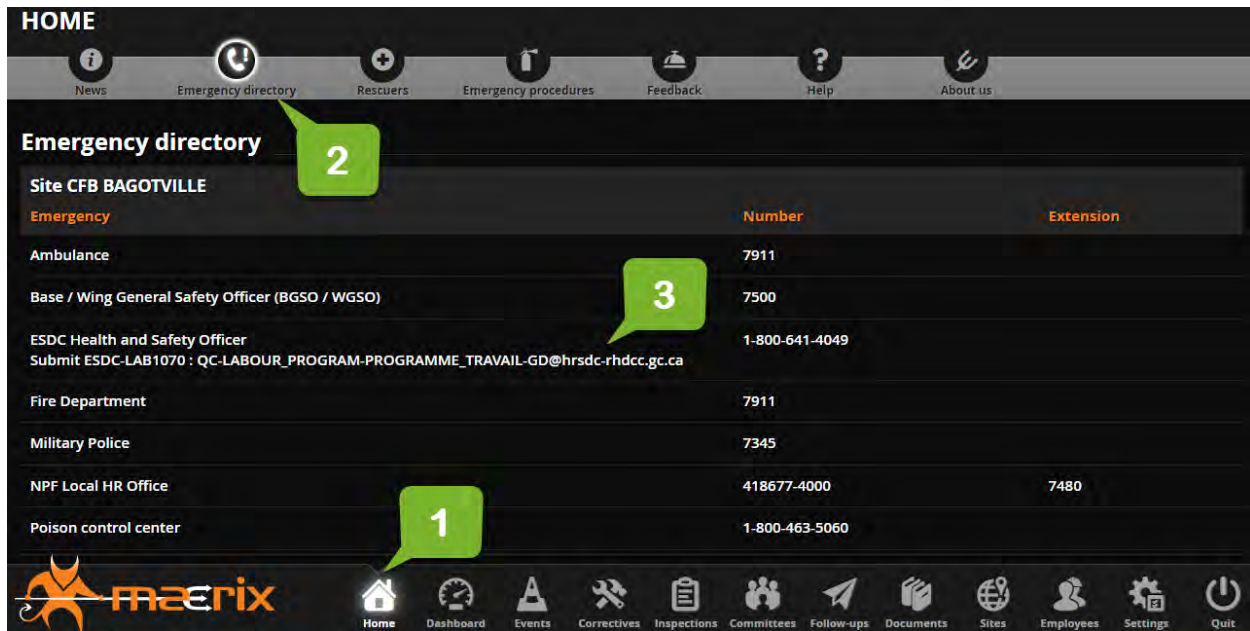 HOME
News Emergency directory Rescuers Emergency procedures Feedback Help About us
Emergency directory
2
Site CFB BAGOTVILLE
Emergency Number Extension
Ambulance 7911
Base / Wing General Safety Officer (BGSO / WGSO) 7500
3
ESDC Health and Safety Officer 1-800-641-4049
Submit ESDC-LAB1070 : QC-LABOUR_PROGRAM-PROGRAMME_TRAVAIL-GD@hrsdc-rhdcc.gc.ca
Fire Department 7911
Military Police 7345
NPF Local HR Office 418677-4000 7480
Poison control center 1-800-463-5060
1
maerix
Home Dashboard Events Correctives Inspections Committees Follow-ups Documents Sites Employees Settings Quit